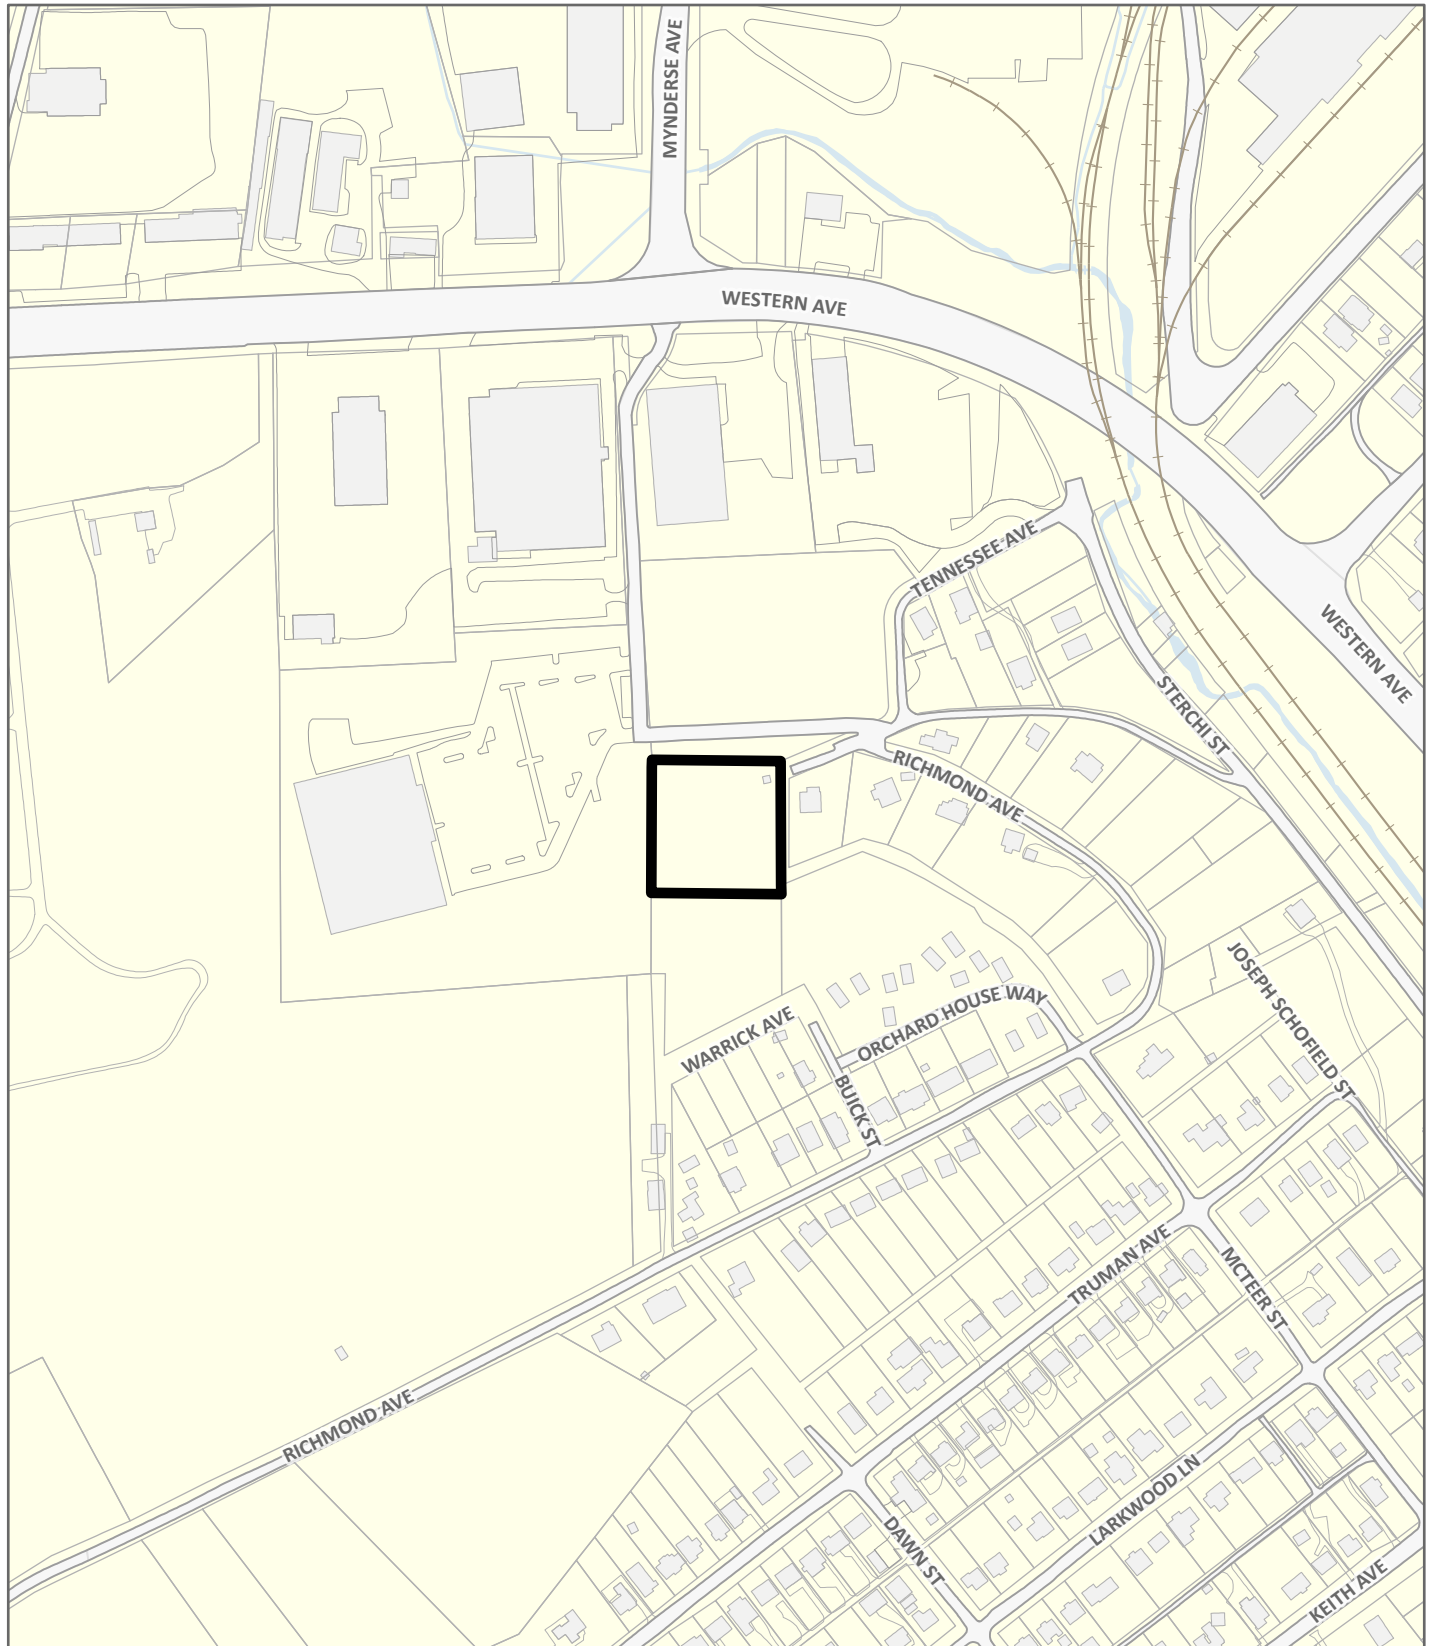 MYNDERSE AVE
WESTERN AVE
TENNESSEE AVE
WESTERN AVE
STERCHI ST
RICHMOND AVE
JOSEPH SCHOFIELD ST
ORCHARD HOUSE WAY
WARRICK AVE
BUICK ST
TRUMAN AVE
MCTEER ST
RICHMOND AVE
LARKWOOD LN
DAWN ST
KEITH AVE